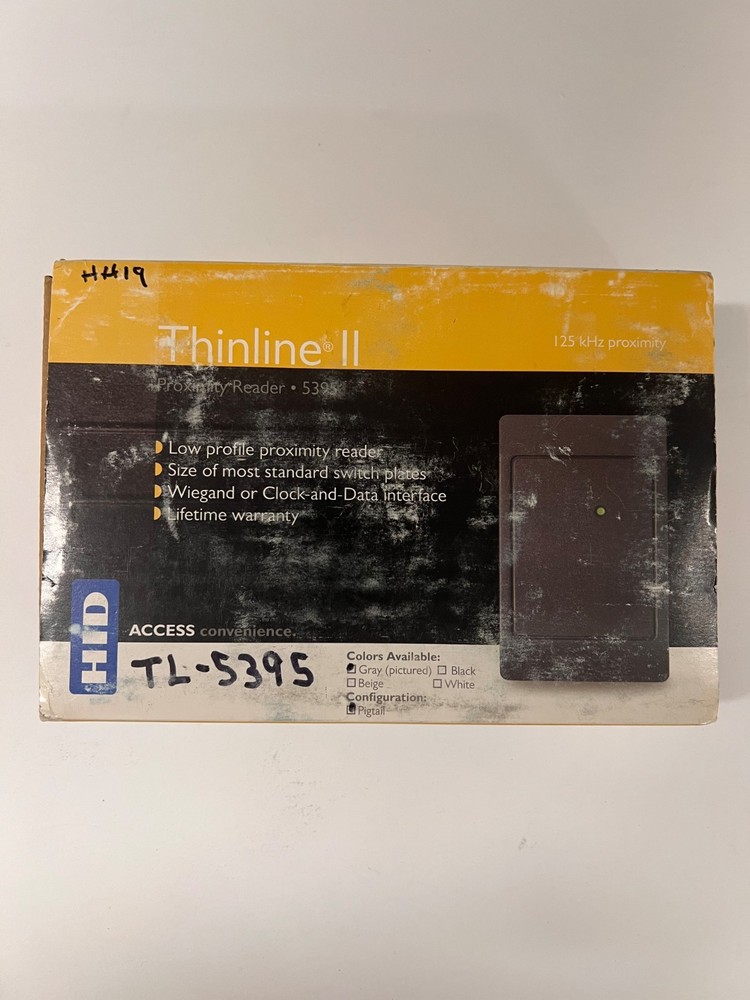 HH19
Thinline® II
125 kHz proximity
Proximity Reader • 5395
Low profile proximity reader
Size of most standard switch plates
Wiegand or Clock-and-Data interface
Lifetime warranty
HID
ACCESS convenience.
TL-5395
Colors Available:
Gray (pictured) Black
Beige White
Configuration:
Pigtail